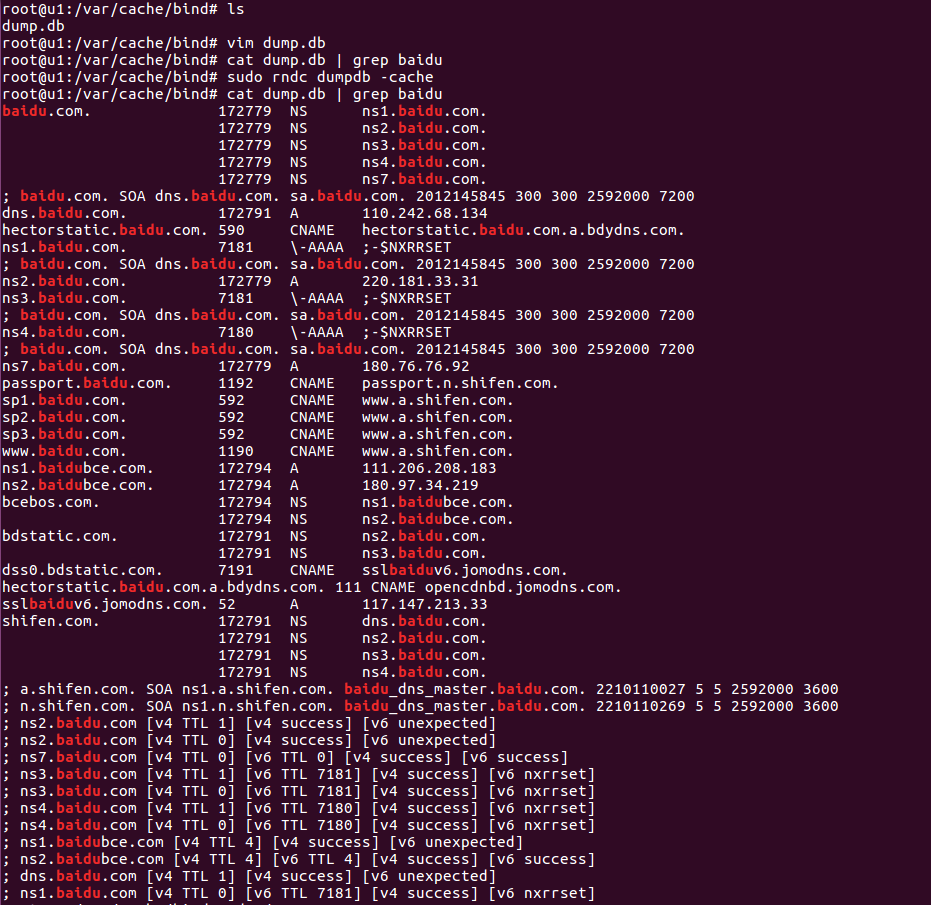 root@u1:/var/cache/bind# ls
dump.db
root@u1:/var/cache/bind# vim dump.db
root@u1:/var/cache/bind# cat dump.db | grep baidu
root@u1:/var/cache/bind# sudo rndc dumpdb -cache
root@u1:/var/cache/bind# cat dump.db | grep baidu
baidu.com. 172779 NS ns1.baidu.com.
172779 NS ns2.baidu.com.
172779 NS ns3.baidu.com.
172779 NS ns4.baidu.com.
172779 NS ns7.baidu.com.
; baidu.com. SOA dns.baidu.com. sa.baidu.com. 2012145845 300 300 2592000 7200
dns.baidu.com. 172791 A 110.242.68.134
hectorstatic.baidu.com. 590 CNAME hectorstatic.baidu.com.a.bdydns.com.
ns1.baidu.com. 7181 \-AAAA ;-$NXRRSET
; baidu.com. SOA dns.baidu.com. sa.baidu.com. 2012145845 300 300 2592000 7200
ns2.baidu.com. 172779 A 220.181.33.31
ns3.baidu.com. 7181 \-AAAA ;-$NXRRSET
; baidu.com. SOA dns.baidu.com. sa.baidu.com. 2012145845 300 300 2592000 7200
ns4.baidu.com. 7180 \-AAAA ;-$NXRRSET
; baidu.com. SOA dns.baidu.com. sa.baidu.com. 2012145845 300 300 2592000 7200
ns7.baidu.com. 172779 A 180.76.76.92
passport.baidu.com. 1192 CNAME passport.n.shifen.com.
sp1.baidu.com. 592 CNAME www.a.shifen.com.
sp2.baidu.com. 592 CNAME www.a.shifen.com.
sp3.baidu.com. 592 CNAME www.a.shifen.com.
www.baidu.com. 1190 CNAME www.a.shifen.com.
ns1.baidubce.com. 172794 A 111.206.208.183
ns2.baidubce.com. 172794 A 180.97.34.219
bcebos.com. 172794 NS ns1.baidubce.com.
172794 NS ns2.baidubce.com.
bdstatic.com. 172791 NS ns2.baidu.com.
172791 NS ns3.baidu.com.
dss0.bdstatic.com. 7191 CNAME sslbaiduv6.jomodns.com.
hectorstatic.baidu.com.a.bdydns.com. 111 CNAME opencdnbd.jomodns.com.
sslbaiduv6.jomodns.com. 52 A 117.147.213.33
shifen.com. 172791 NS dns.baidu.com.
172791 NS ns2.baidu.com.
172791 NS ns3.baidu.com.
172791 NS ns4.baidu.com.
; a.shifen.com. SOA ns1.a.shifen.com. baidu_dns_master.baidu.com. 2210110027 5 5 2592000 3600
; n.shifen.com. SOA ns1.n.shifen.com. baidu_dns_master.baidu.com. 2210110269 5 5 2592000 3600
; ns2.baidu.com [v4 TTL 1] [v4 success] [v6 unexpected]
; ns2.baidu.com [v4 TTL 0] [v4 success] [v6 unexpected]
; ns7.baidu.com [v4 TTL 0] [v6 TTL 0] [v4 success] [v6 success]
; ns3.baidu.com [v4 TTL 1] [v6 TTL 7181] [v4 success] [v6 nxrrset]
; ns3.baidu.com [v4 TTL 0] [v6 TTL 7181] [v4 success] [v6 nxrrset]
; ns4.baidu.com [v4 TTL 1] [v6 TTL 7180] [v4 success] [v6 nxrrset]
; ns4.baidu.com [v4 TTL 0] [v6 TTL 7180] [v4 success] [v6 nxrrset]
; ns1.baidubce.com [v4 TTL 4] [v4 success] [v6 unexpected]
; ns2.baidubce.com [v4 TTL 4] [v6 TTL 4] [v4 success] [v6 success]
; dns.baidu.com [v4 TTL 1] [v4 success] [v6 unexpected]
; ns1.baidu.com [v4 TTL 0] [v6 TTL 7181] [v4 success] [v6 nxrrset]